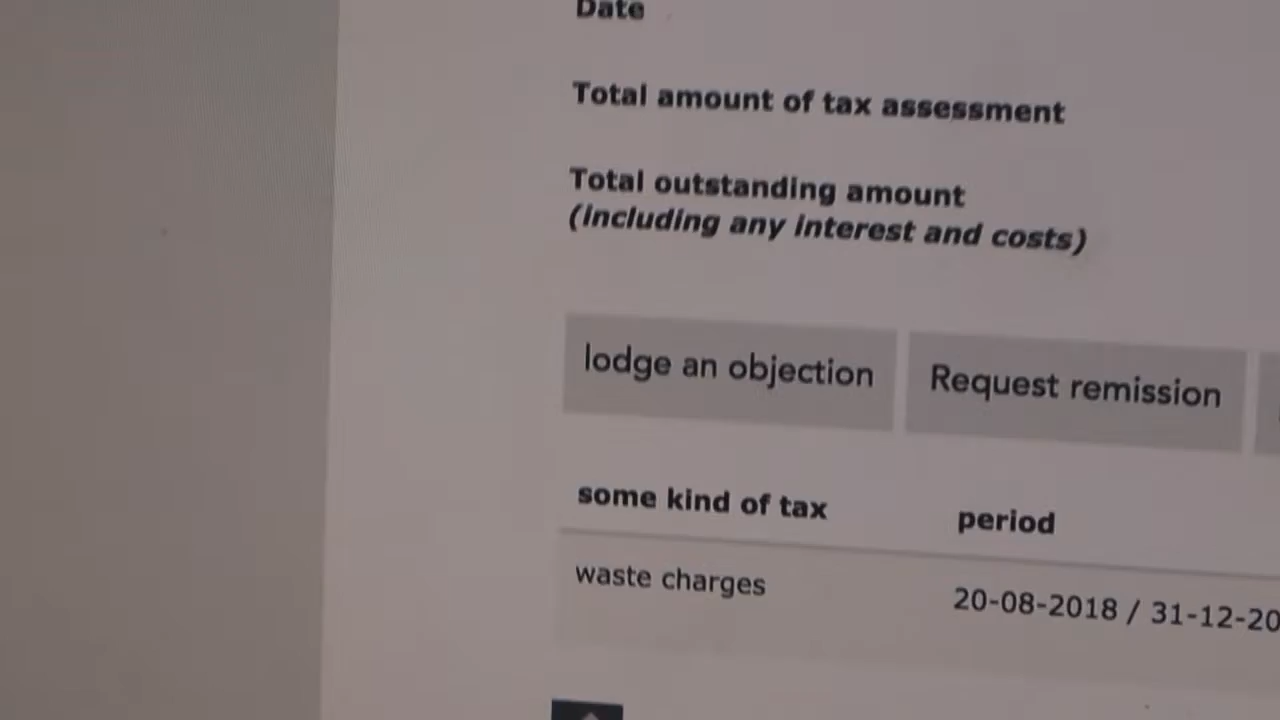 Date
Total amount of tax assessment
Total outstanding amount
(including any interest and costs)
lodge an objection
Request remission
some kind of tax
period
waste charges
20-08-2018 / 31-12-20